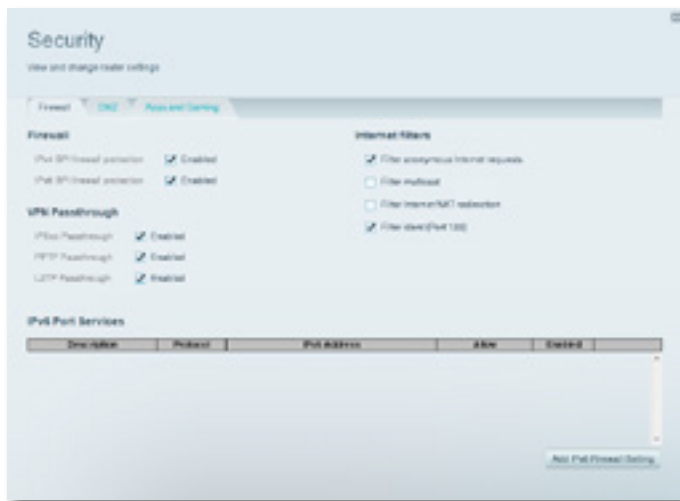 Security
View and change router settings
Firewall
DMZ
Apps and Gaming
Firewall
IPv4 SPI firewall protection
Enabled
IPv6 SPI firewall protection
Enabled
VPN Passthrough
IPSec Passthrough
Enabled
PPTP Passthrough
Enabled
L2TP Passthrough
Enabled
Internet filters
Filter anonymous Internet requests
Filter multicast
Filter Internet NAT redirection
Filter ident (Port 113)
IPv6 Port Services
Description Protocol IPv6 Address Allow Enabled
Add IPv6 Firewall Setting